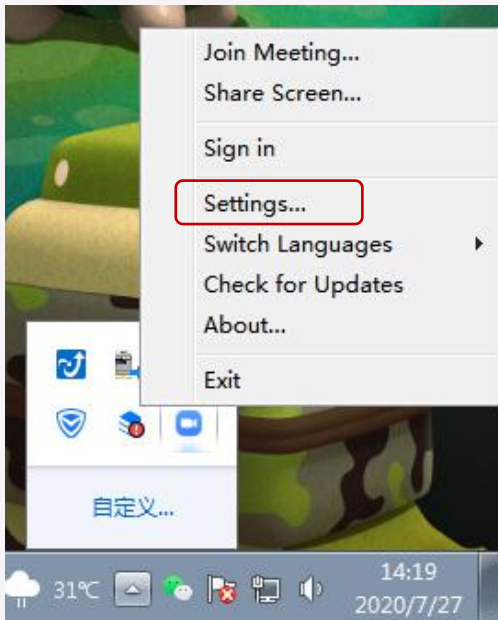 Join Meeting...
Share Screen...
Sign in
Settings...
Switch Languages
Check for Updates
About...
Exit
自定义...
31℃
14:19
2020/7/27